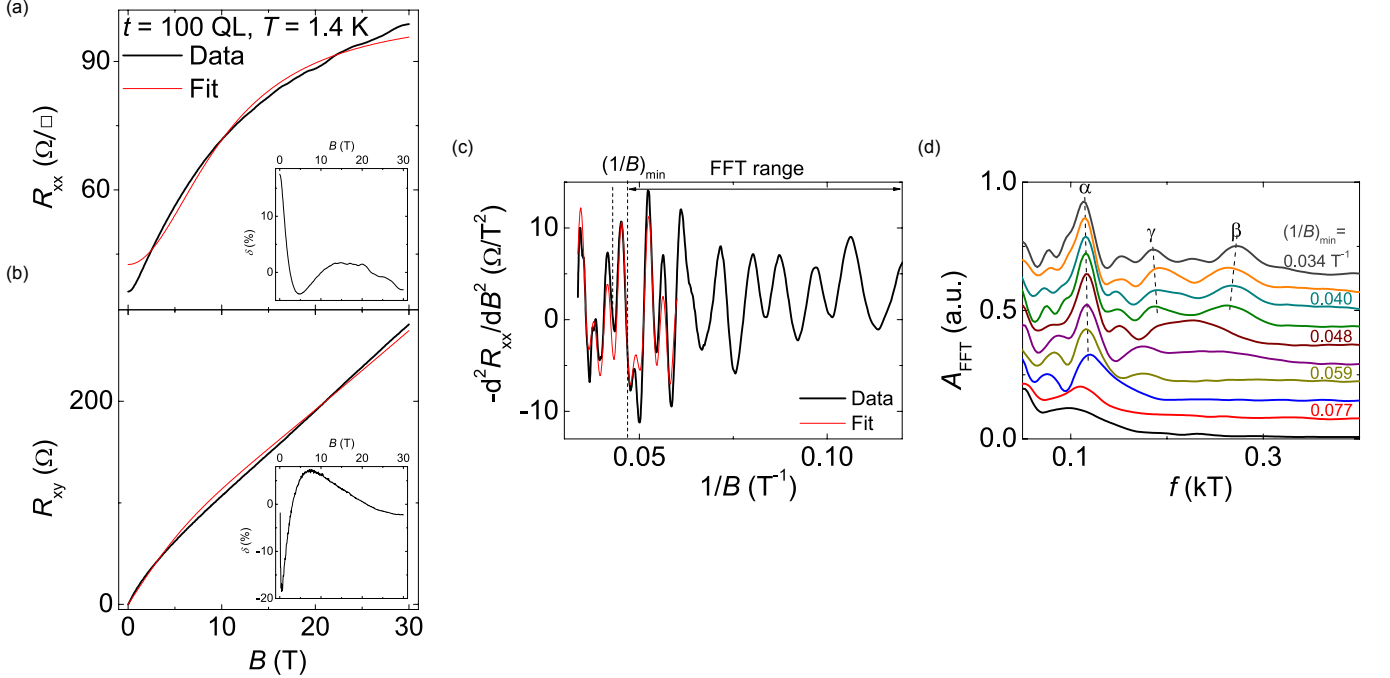 (a)
t = 100 QL, T = 1.4 K
Data
Fit
90
60
R_xx (Ω/□)
B (T)
0 10 20 30
10
0
δ (%)
(b)
200
0
R_xy (Ω)
B (T)
0 10 20 30
0
-10
-20
δ (%)
0 10 20 30
B (T)
(c)
(1/B)_min
FFT range
10
0
-10
-d²R_xx/dB² (Ω/T²)
Data
Fit
0.05 0.10
1/B (T⁻¹)
(d)
1.0
0.5
0.0
A_FFT (a.u.)
α
γ
β
(1/B)_min=
0.034 T⁻¹
0.040
0.048
0.059
0.077
0.1 0.3
f (kT)